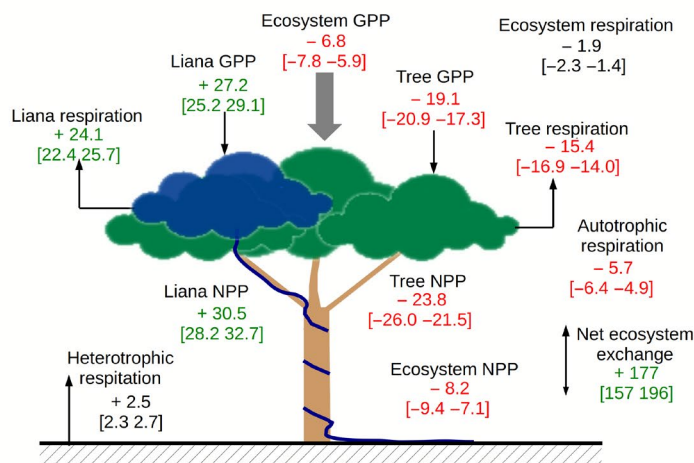 Ecosystem GPP
− 6.8
[−7.8 −5.9]
Ecosystem respiration
− 1.9
[−2.3 −1.4]
Liana GPP
+ 27.2
[25.2 29.1]
Tree GPP
− 19.1
[−20.9 −17.3]
Liana respiration
+ 24.1
[22.4 25.7]
Tree respiration
− 15.4
[−16.9 −14.0]
Autotrophic
respiration
− 5.7
[−6.4 −4.9]
Liana NPP
+ 30.5
[28.2 32.7]
Tree NPP
− 23.8
[−26.0 −21.5]
Net ecosystem
exchange
+ 177
[157 196]
Heterotrophic
respitation
+ 2.5
[2.3 2.7]
Ecosystem NPP
− 8.2
[−9.4 −7.1]